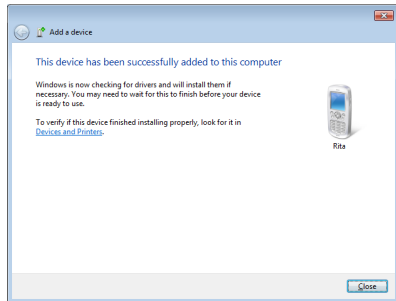 Add a device
This device has been successfully added to this computer
Windows is now checking for drivers and will install them if
necessary. You may need to wait for this to finish before your device
is ready to use.
To verify if this device finished installing properly, look for it in
Devices and Printers.
Rita
Close